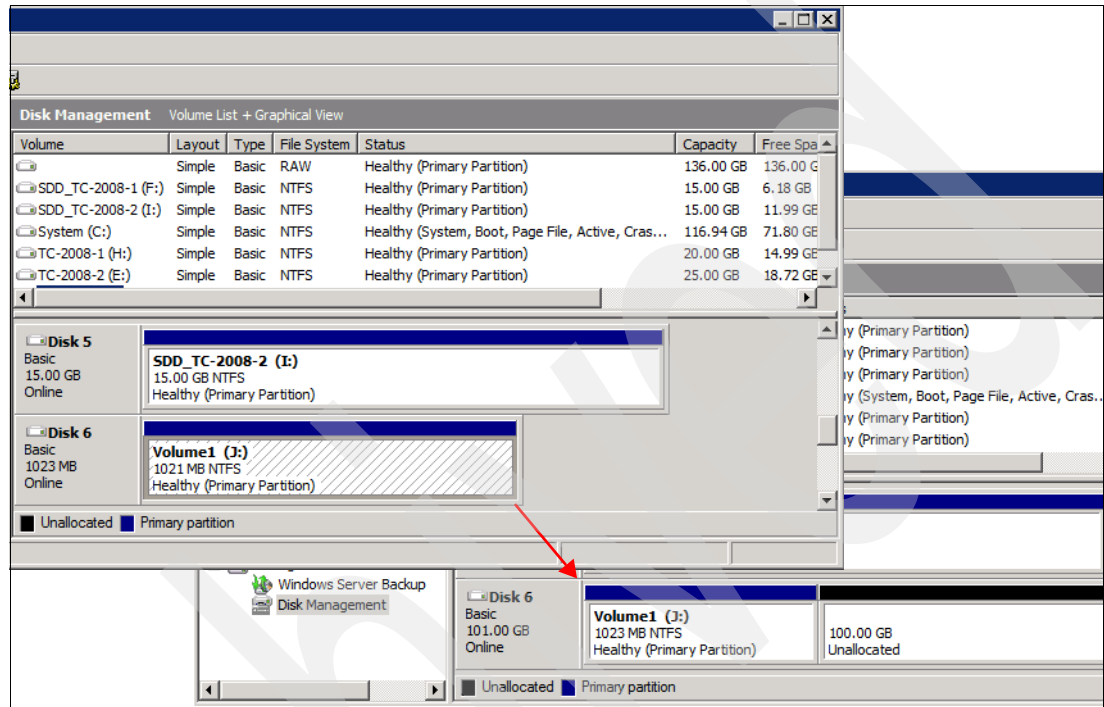 Disk Management Volume List + Graphical View
Volume Layout Type File System Status Capacity Free Spa
Simple Basic RAW Healthy (Primary Partition) 136.00 GB 136.00 G
SDD_TC-2008-1 (F:) Simple Basic NTFS Healthy (Primary Partition) 15.00 GB 6.18 GB
SDD_TC-2008-2 (I:) Simple Basic NTFS Healthy (Primary Partition) 15.00 GB 11.99 GB
System (C:) Simple Basic NTFS Healthy (System, Boot, Page File, Active, Cras... 116.94 GB 71.80 GB
TC-2008-1 (H:) Simple Basic NTFS Healthy (Primary Partition) 20.00 GB 14.99 GB
TC-2008-2 (E:) Simple Basic NTFS Healthy (Primary Partition) 25.00 GB 18.72 GB
Disk 5
Basic
15.00 GB
Online
SDD_TC-2008-2 (I:)
15.00 GB NTFS
Healthy (Primary Partition)
Disk 6
Basic
1023 MB
Online
Volume1 (J:)
1021 MB NTFS
Healthy (Primary Partition)
Unallocated Primary partition
hy (Primary Partition)
hy (Primary Partition)
hy (Primary Partition)
hy (System, Boot, Page File, Active, Cras..
hy (Primary Partition)
hy (Primary Partition)
Windows Server Backup
Disk Management
Disk 6
Basic
101.00 GB
Online
Volume1 (J:)
1023 MB NTFS
Healthy (Primary Partition)
100.00 GB
Unallocated
Unallocated Primary partition